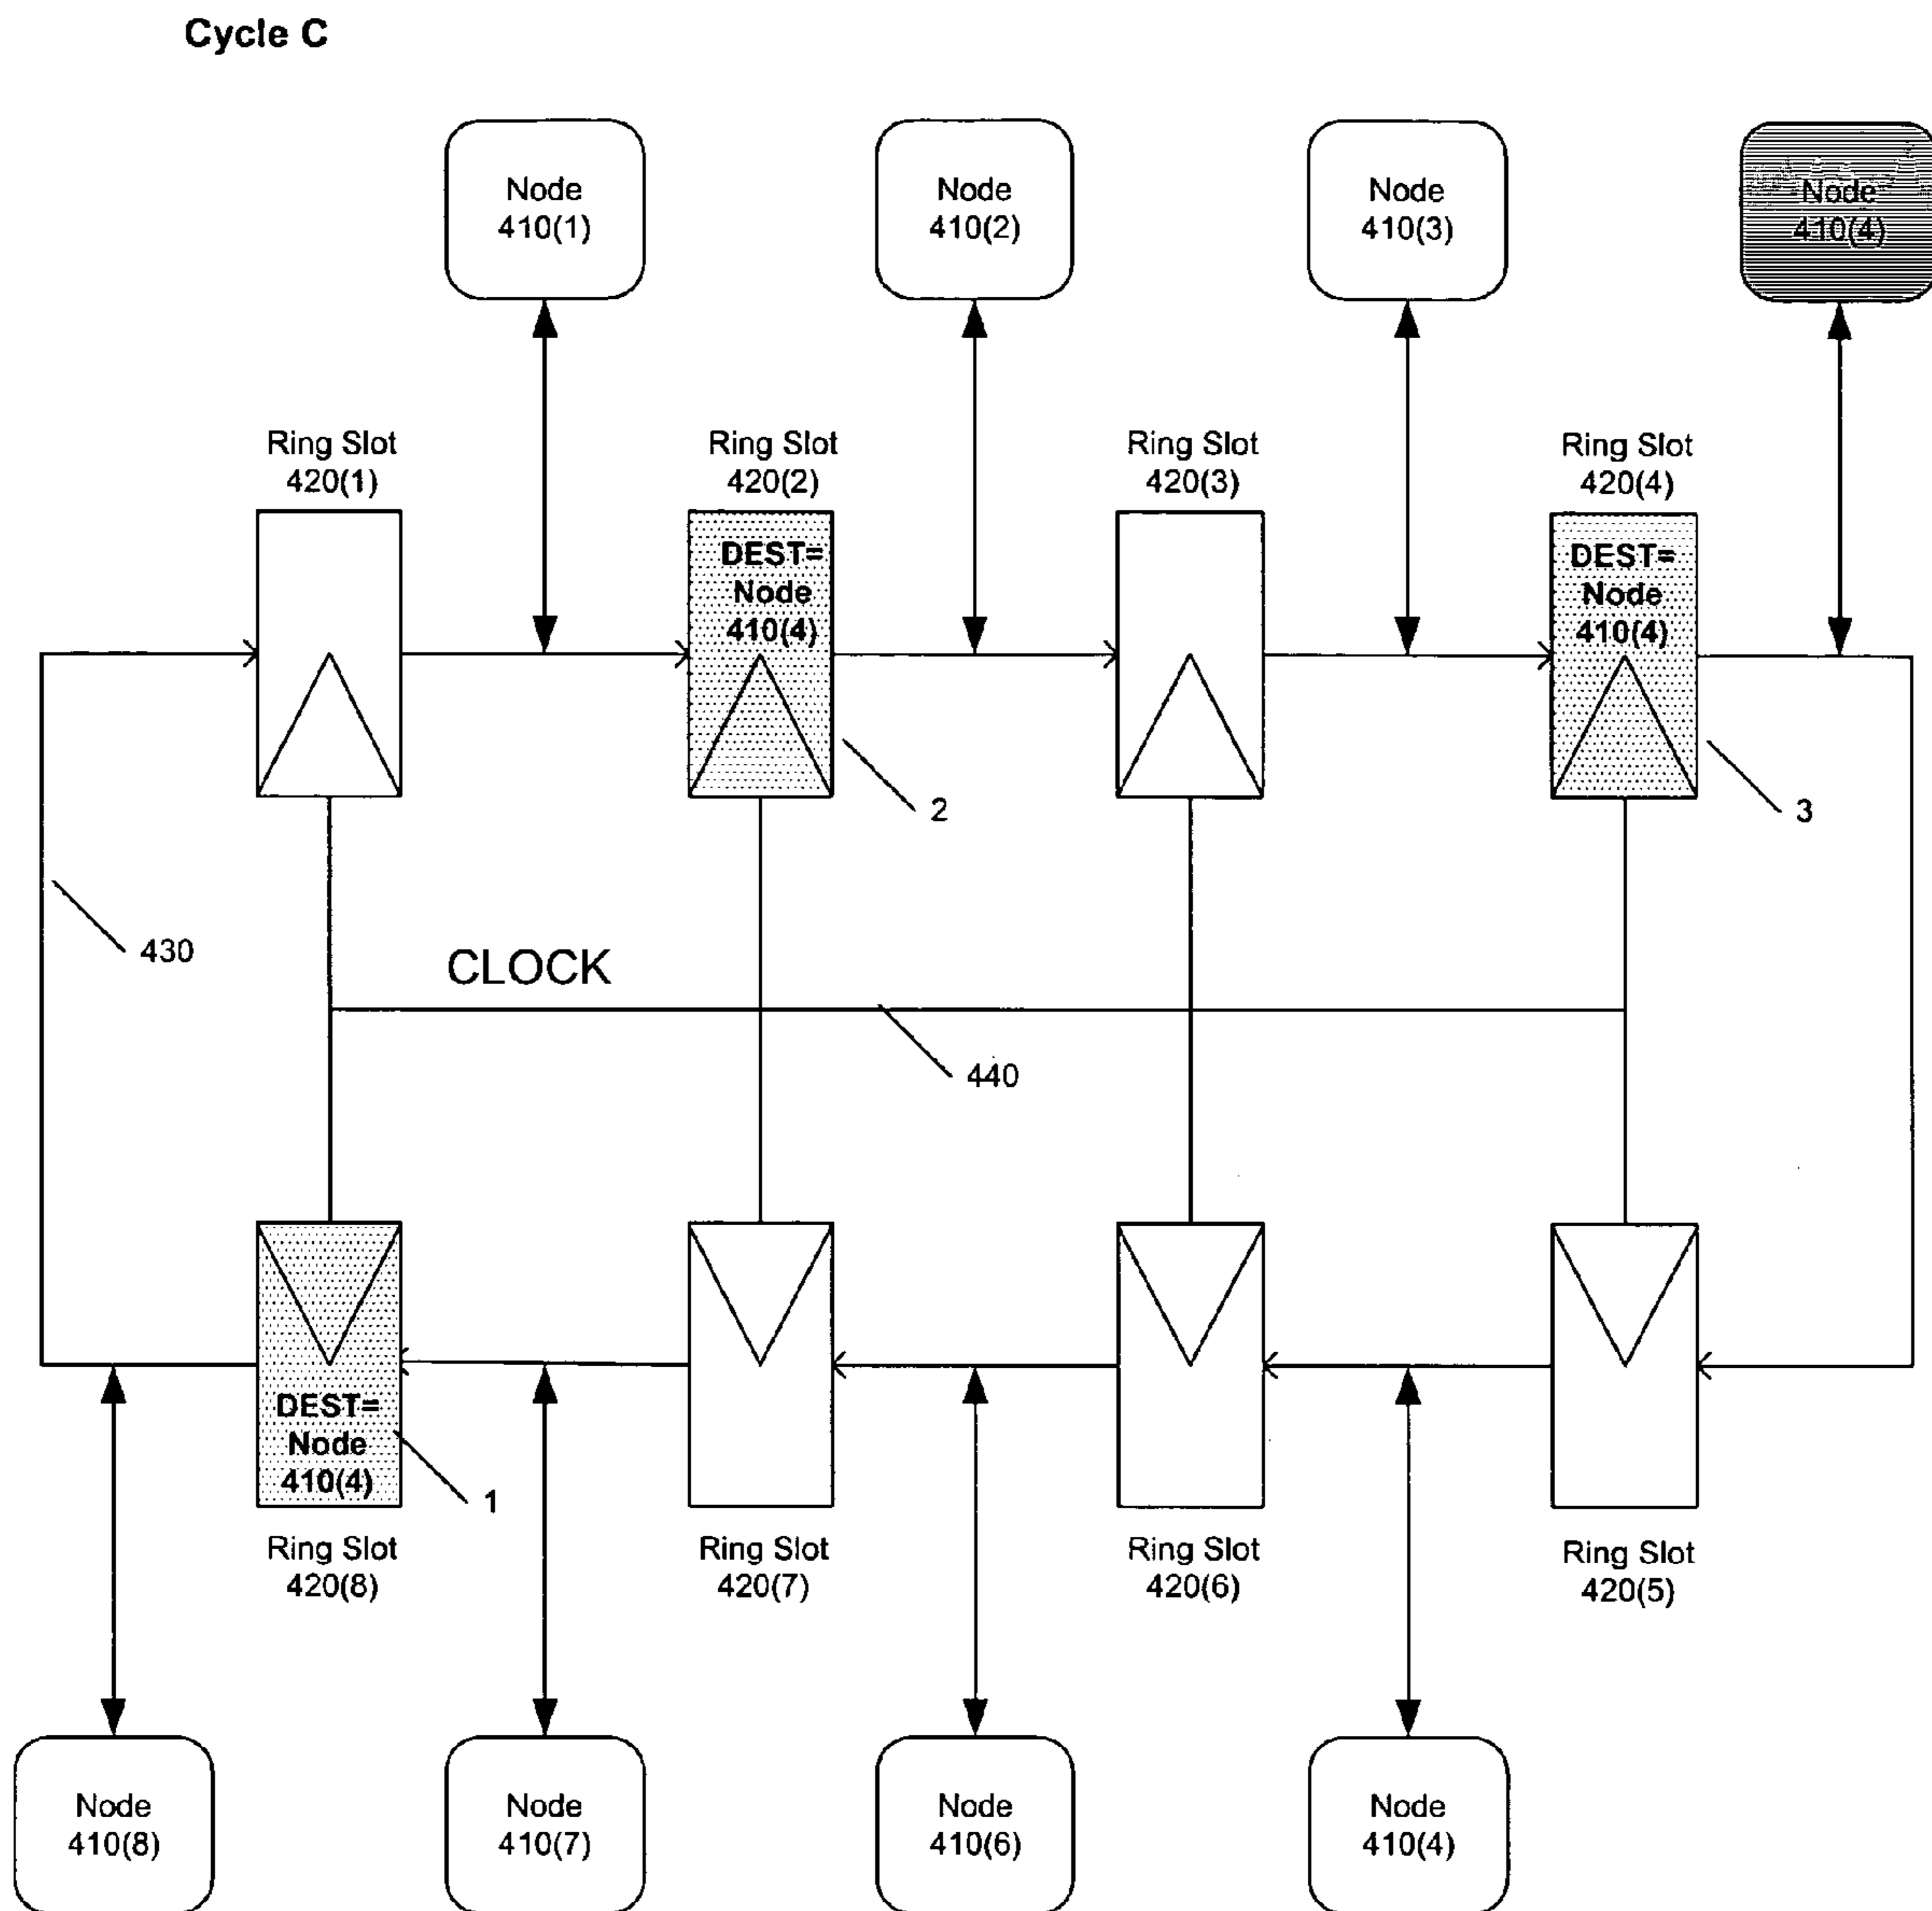 Cycle C
Node
410(1)
Node
410(2)
Node
410(3)
Node
410(4)
Ring Slot
420(1)
Ring Slot
420(2)
Ring Slot
420(3)
Ring Slot
420(4)
DEST=
Node
410(4)
DEST=
Node
410(4)
2
3
430
CLOCK
440
DEST=
Node
410(4)
1
Ring Slot
420(8)
Ring Slot
420(7)
Ring Slot
420(6)
Ring Slot
420(5)
Node
410(8)
Node
410(7)
Node
410(6)
Node
410(4)